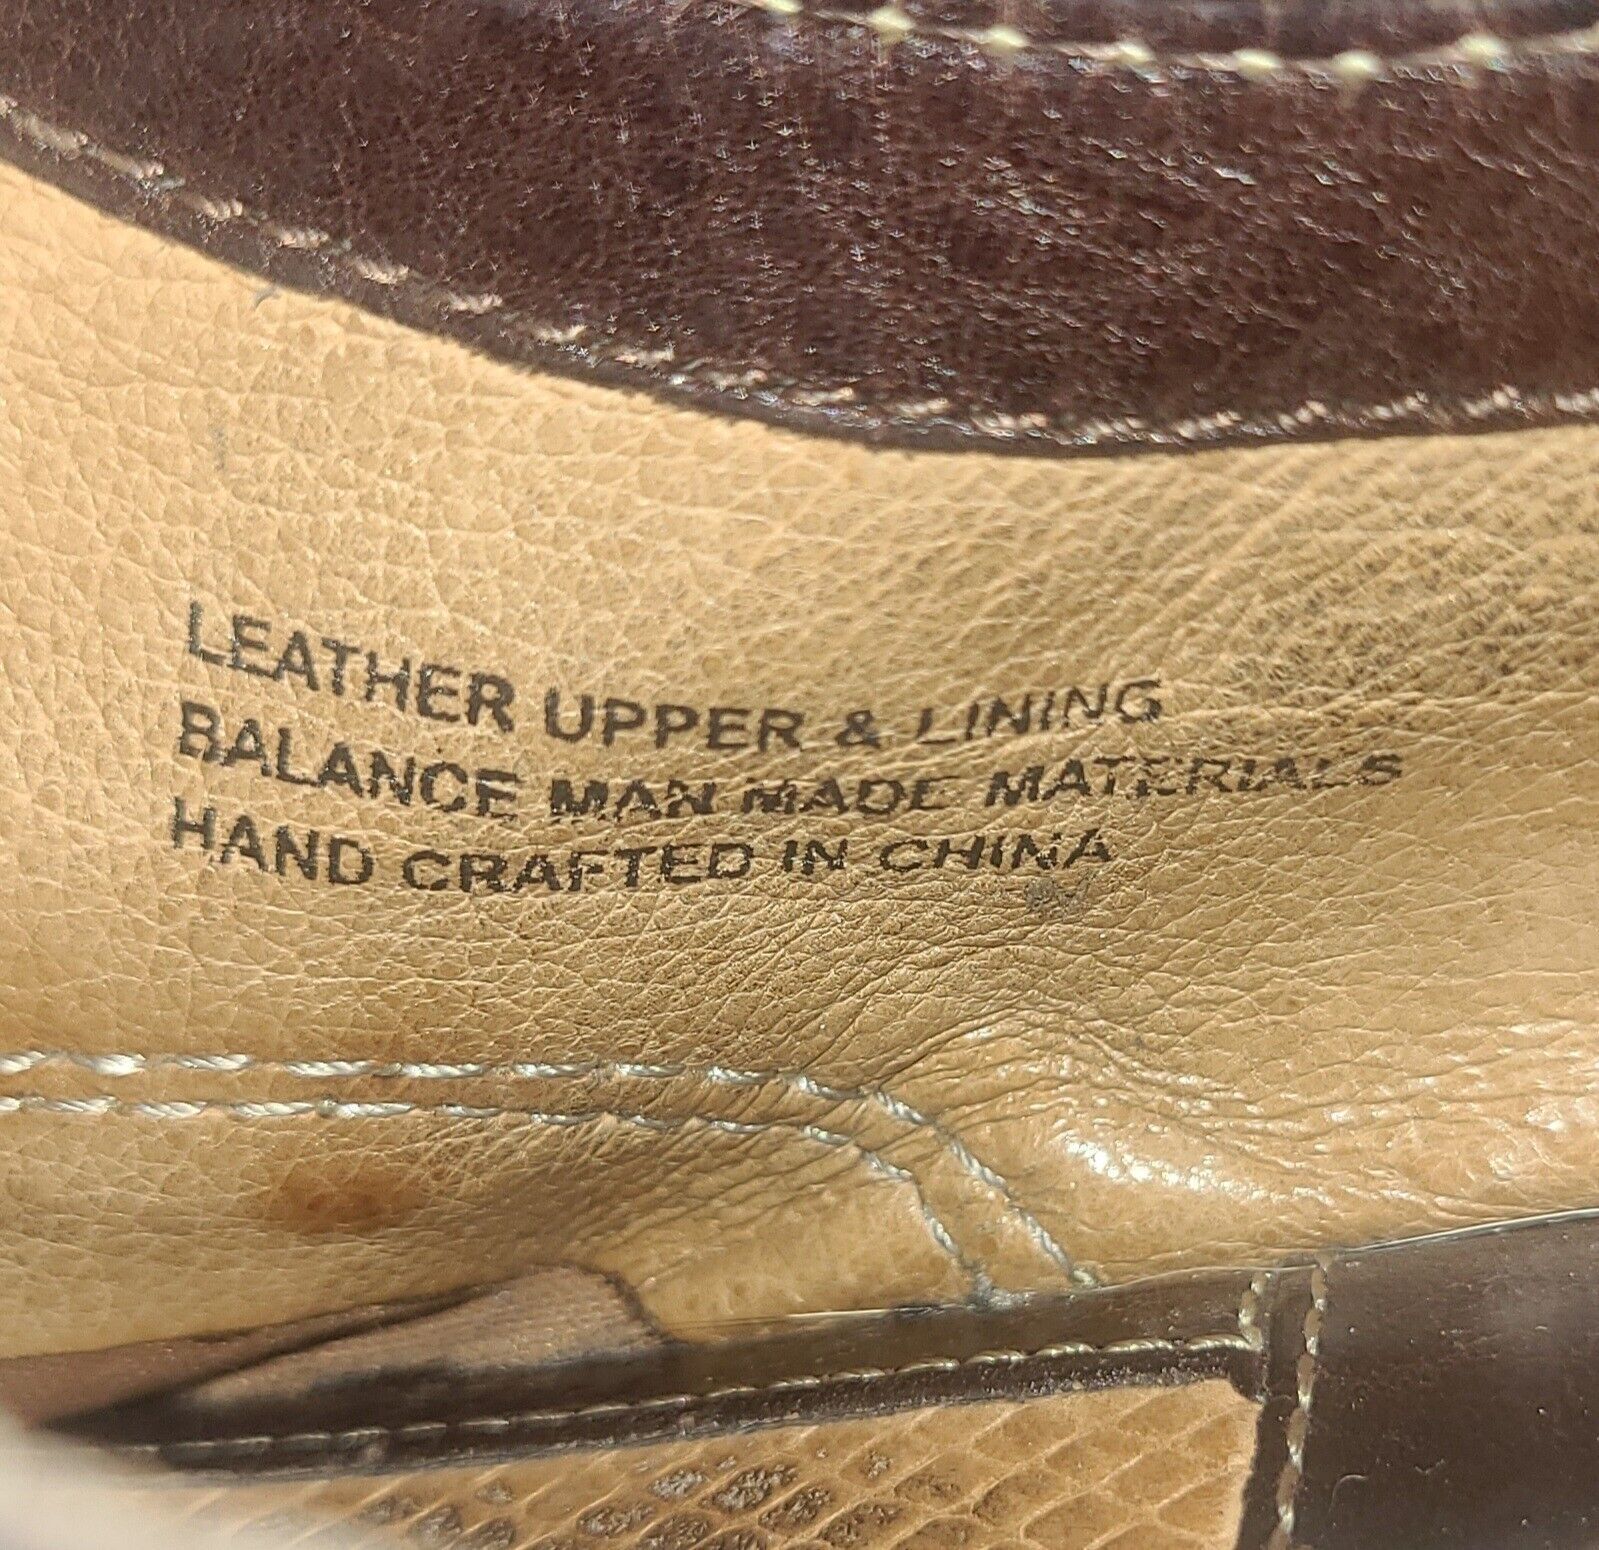 LEATHER UPPER & LINING
BALANCE MAN MADE MATERIALS
HAND CRAFTED IN CHINA